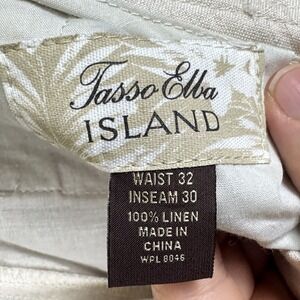 Tasso Elba
ISLAND
WAIST 32
INSEAM 30
100% LINEN
MADE IN
CHINA
WPL 8046